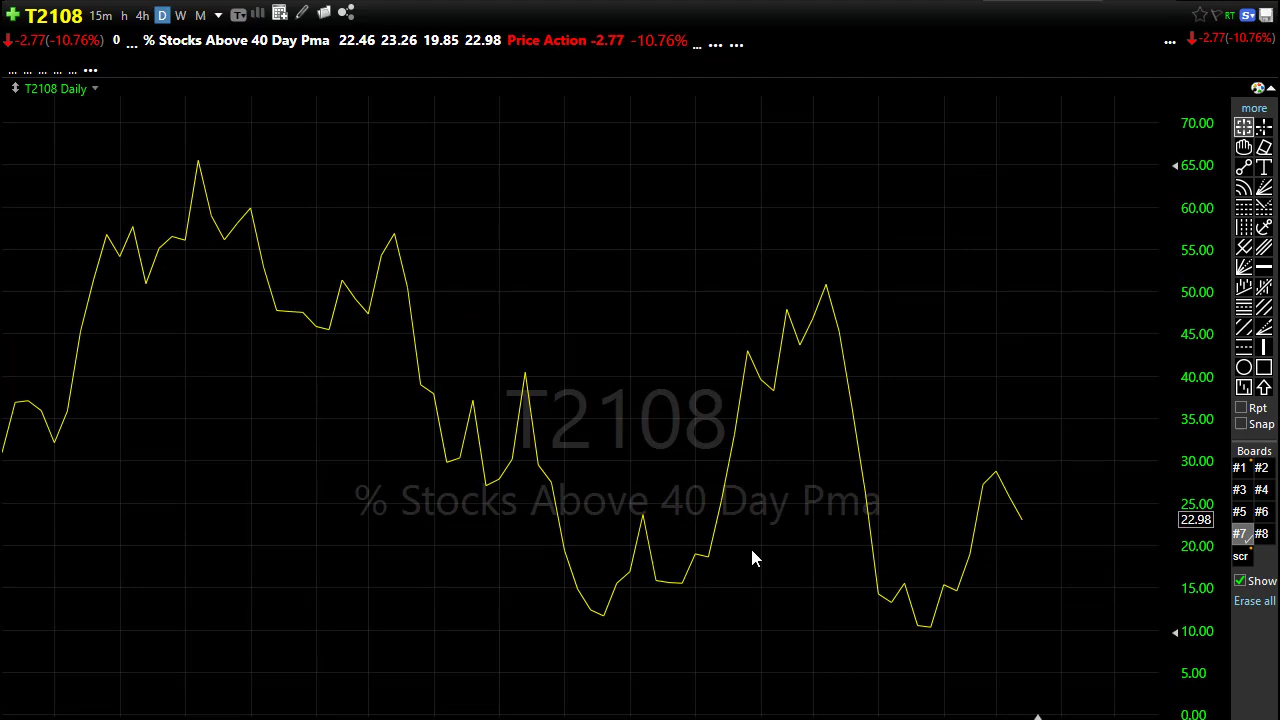 T2108 15m h 4h D W M T RT S
-2.77(-10.76%) 0 ... % Stocks Above 40 Day Pma 22.46 23.26 19.85 22.98 Price Action -2.77 -10.76% ... ... ... ... -2.77(-10.76%)
... ... ... ... ... ...
T2108 Daily
more
70.00
65.00
60.00
55.00
50.00
45.00
40.00
35.00
30.00
25.00
22.98
20.00
15.00
10.00
5.00
0.00
T2108
% Stocks Above 40 Day Pma
T
Rpt
Snap
Boards
#1 #2
#3 #4
#5 #6
#7 #8
scr
Show
Erase all